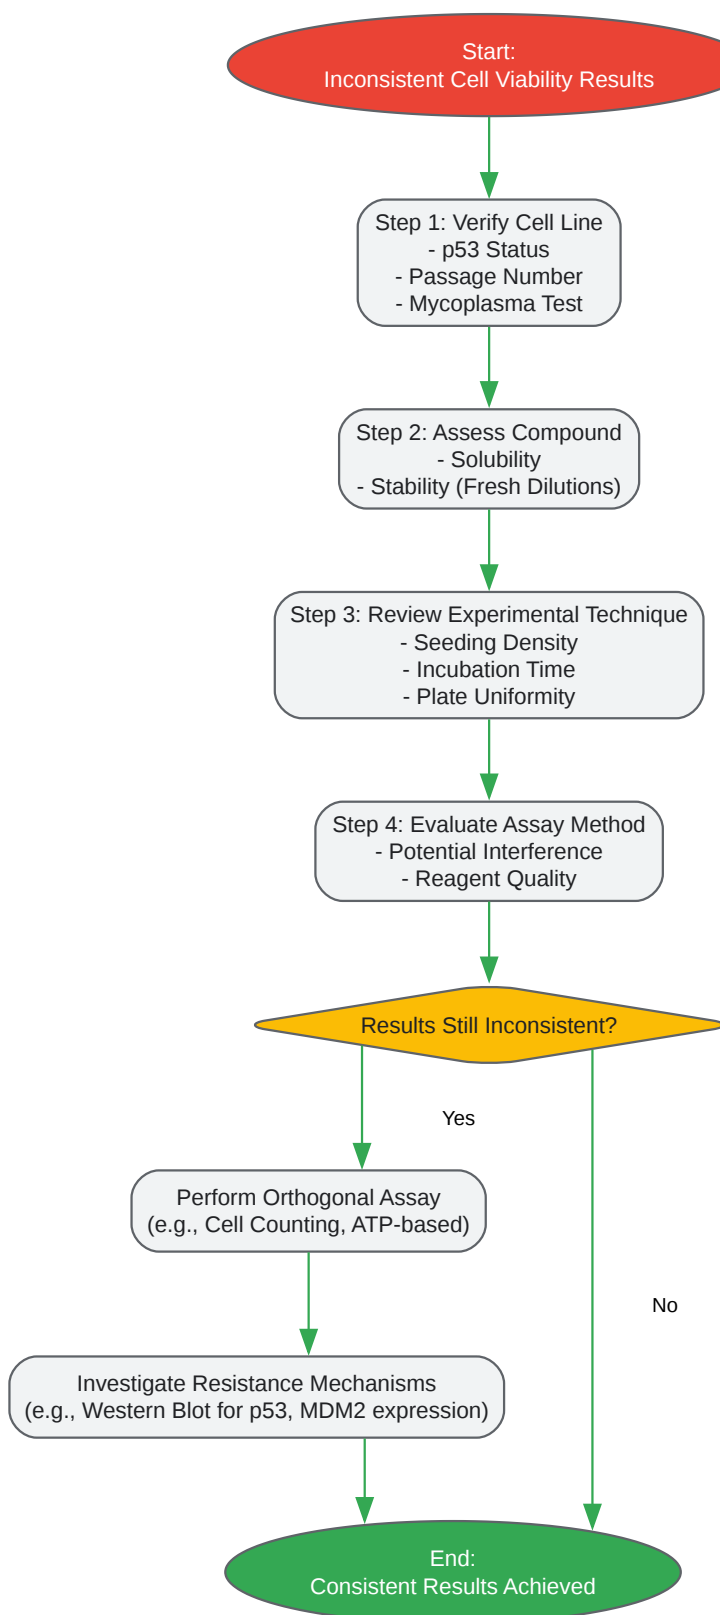 Start:
Inconsistent Cell Viability Results
Step 1: Verify Cell Line
- p53 Status
- Passage Number
- Mycoplasma Test
Step 2: Assess Compound
- Solubility
- Stability (Fresh Dilutions)
Step 3: Review Experimental Technique
- Seeding Density
- Incubation Time
- Plate Uniformity
Step 4: Evaluate Assay Method
- Potential Interference
- Reagent Quality
Results Still Inconsistent?
Yes
Perform Orthogonal Assay
(e.g., Cell Counting, ATP-based)
No
Investigate Resistance Mechanisms
(e.g., Western Blot for p53, MDM2 expression)
End:
Consistent Results Achieved